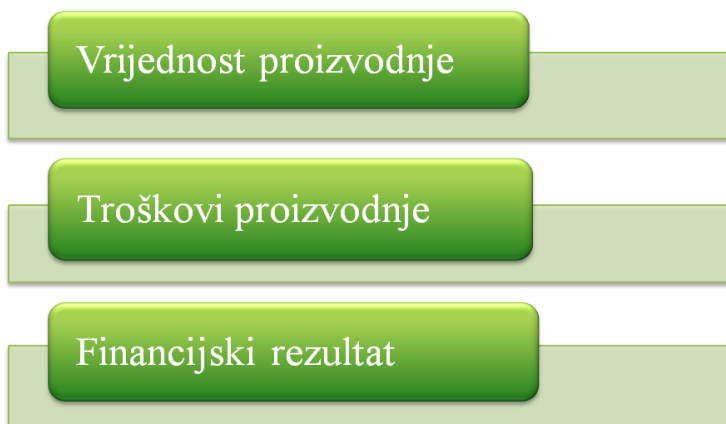 Vrijednost proizvodnje
Troškovi proizvodnje
Financijski rezultat